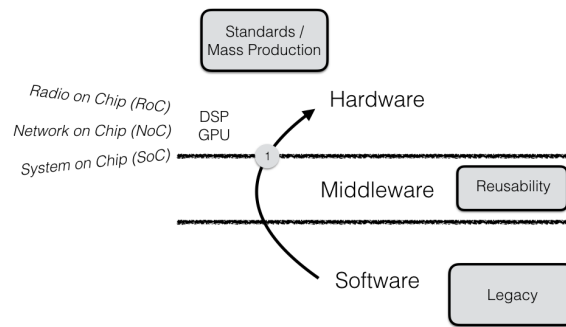 Standards /
Mass Production
Radio on Chip (RoC)
Network on Chip (NoC)
System on Chip (SoC)
DSP
GPU
Hardware
1
Middleware
Reusability
Software
Legacy